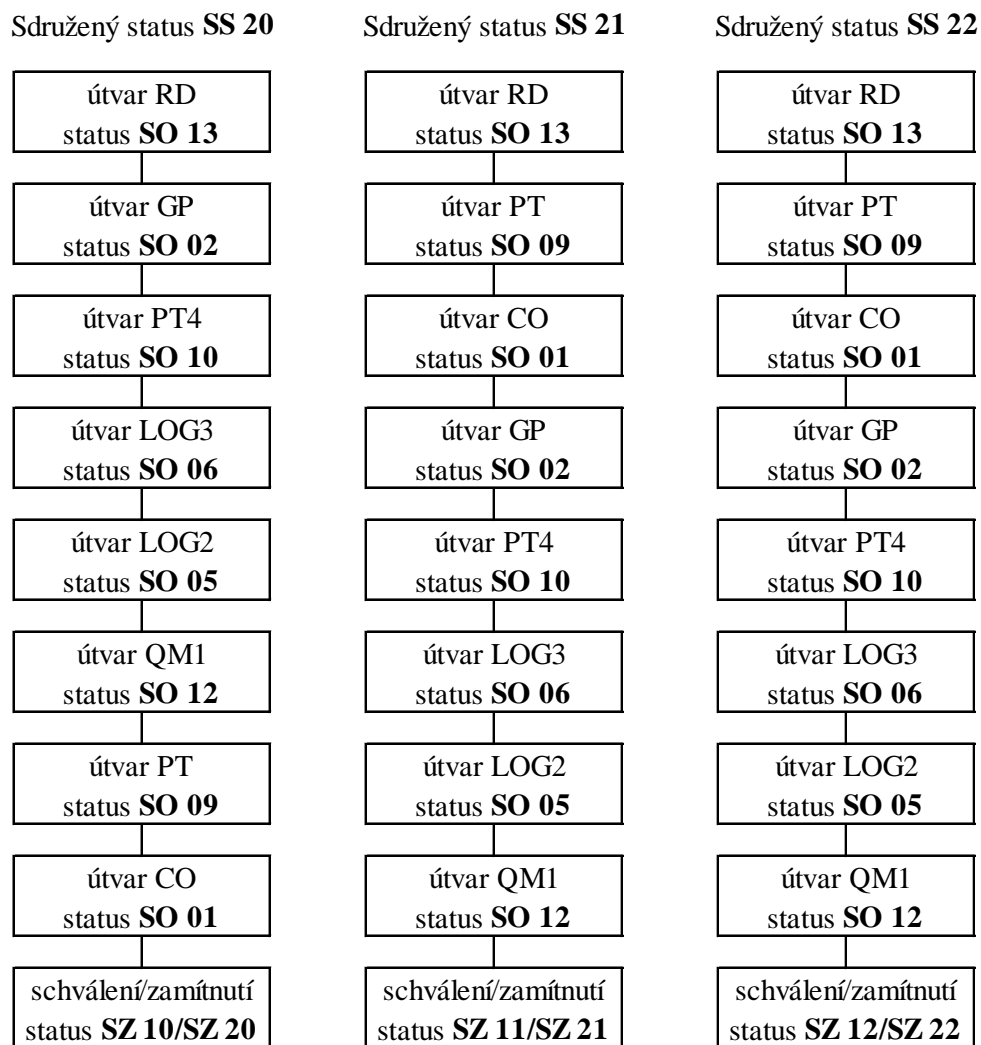 Sdružený status SS 20
útvar RD
status SO 13
útvar GP
status SO 02
útvar PT4
status SO 10
útvar LOG3
status SO 06
útvar LOG2
status SO 05
útvar QM1
status SO 12
útvar PT
status SO 09
útvar CO
status SO 01
schválení/zamítnutí
status SZ 10/SZ 20
Sdružený status SS 21
útvar RD
status SO 13
útvar PT
status SO 09
útvar CO
status SO 01
útvar GP
status SO 02
útvar PT4
status SO 10
útvar LOG3
status SO 06
útvar LOG2
status SO 05
útvar QM1
status SO 12
schválení/zamítnutí
status SZ 11/SZ 21
Sdružený status SS 22
útvar RD
status SO 13
útvar PT
status SO 09
útvar CO
status SO 01
útvar GP
status SO 02
útvar PT4
status SO 10
útvar LOG3
status SO 06
útvar LOG2
status SO 05
útvar QM1
status SO 12
schválení/zamítnutí
status SZ 12/SZ 22